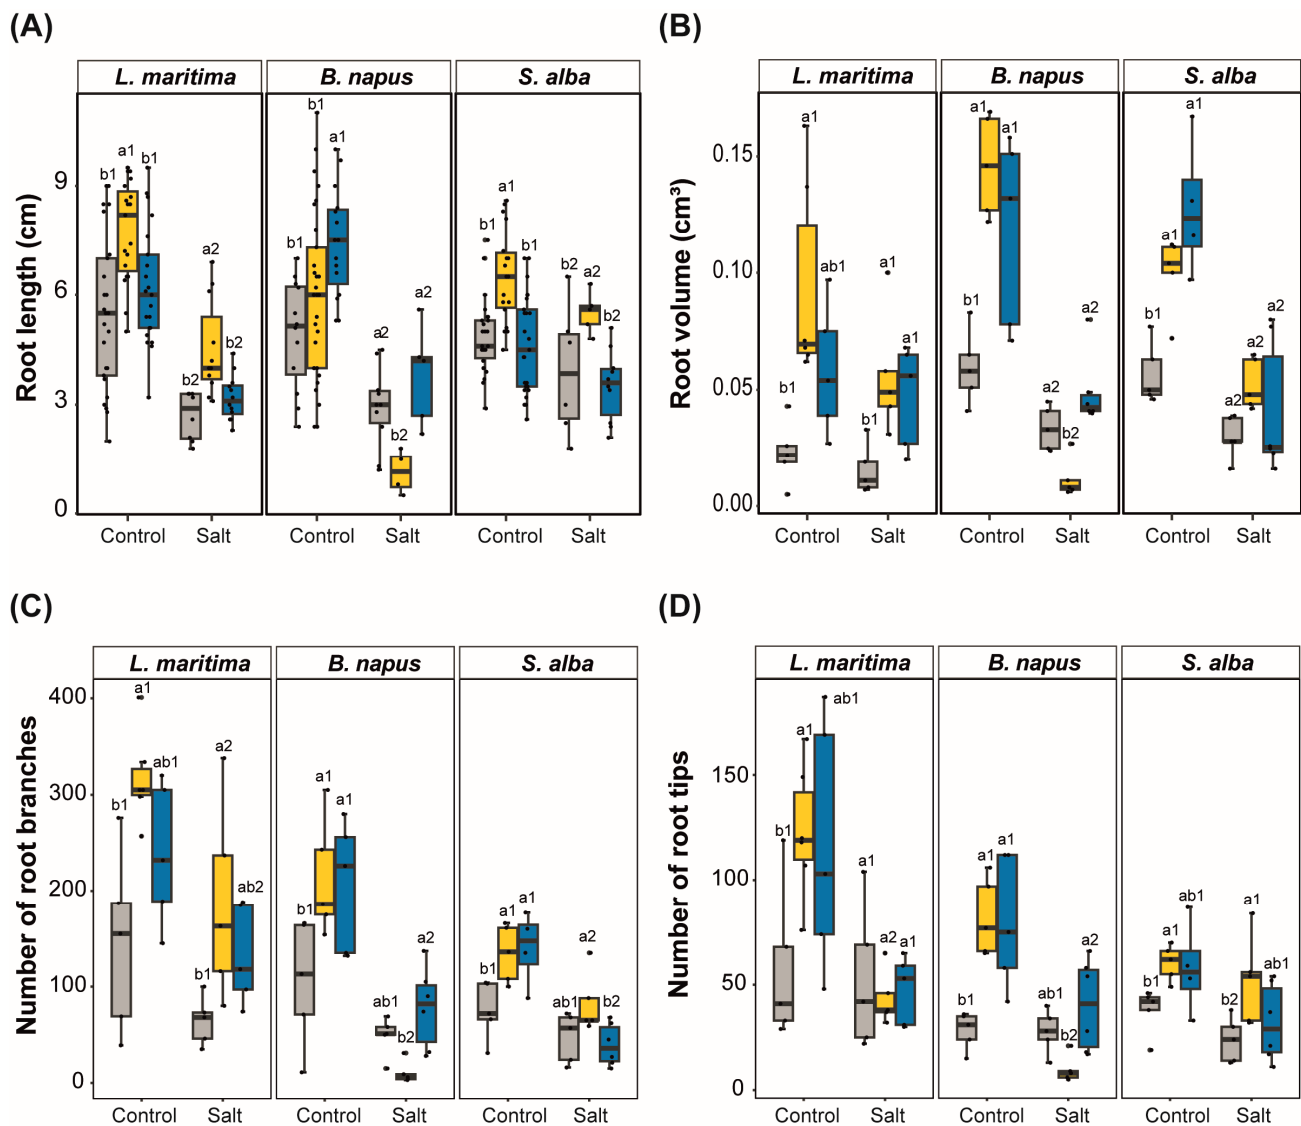 (A)
L. maritima B. napus S. alba
Root length (cm)
9
6
3
0
b1 a1 b1 b2 a2 b2
b1 b1 a1 a2 b2 a2
b1 a1 b1 b2 a2 b2
Control Salt Control Salt Control Salt
(B)
L. maritima B. napus S. alba
Root volume (cm³)
0.15
0.10
0.05
0.00
b1 a1 ab1 b1 a1 a1
b1 a1 a1 a2 b2 a2
b1 a1 a1 a2 a2 a2
Control Salt Control Salt Control Salt
(C)
L. maritima B. napus S. alba
Number of root branches
400
300
200
100
0
b1 a1 ab1 b1 a2 ab2
b1 a1 a1 ab1 b2 a2
b1 a1 a1 ab1 a2 b2
Control Salt Control Salt Control Salt
(D)
L. maritima B. napus S. alba
Number of root tips
150
100
50
0
b1 a1 ab1 a1 a2 a1
b1 a1 a1 ab1 b2 a2
b1 a1 ab1 b2 a1 ab1
Control Salt Control Salt Control Salt